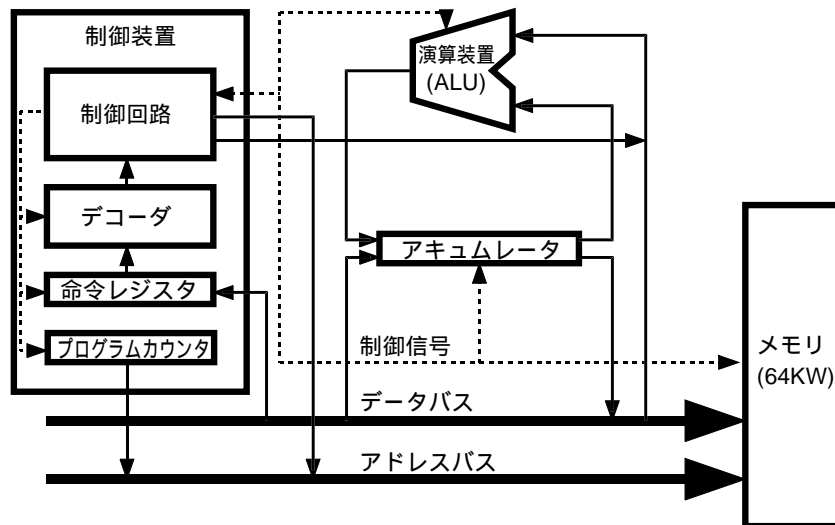 制御装置
制御回路
デコーダ
命令レジスタ
プログラムカウンタ
演算装置
(ALU)
アキュムレータ
制御信号
データバス
アドレスバス
メモリ
(64KW)